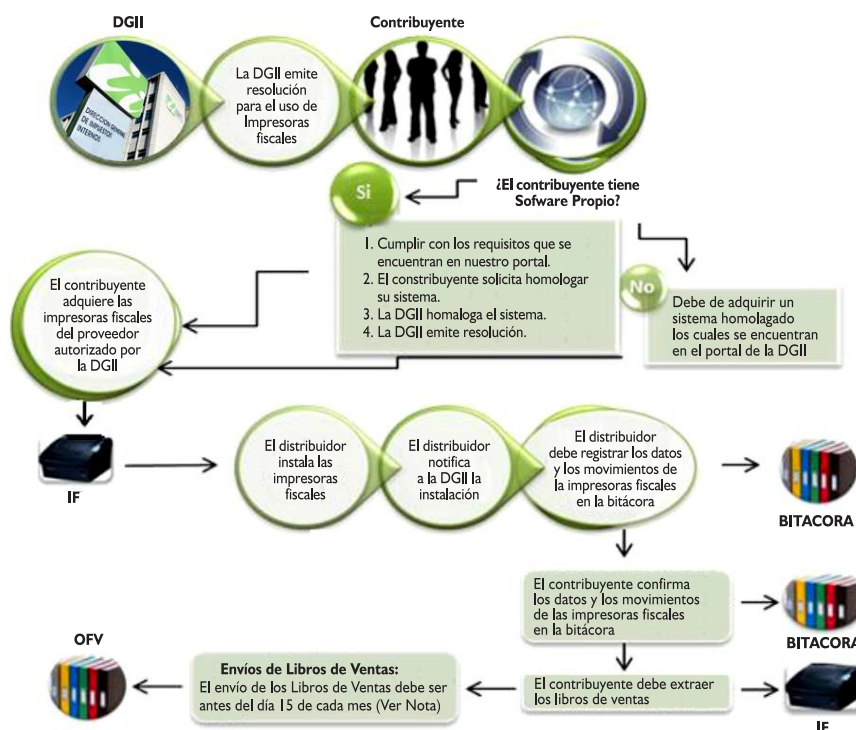 DGII
Contribuyente
DIRECCION GENERAL
DE IMPUESTOS
INTERNOS
La DGII emite
resolución
para el uso de
Impresoras
fiscales
¿El contribuyente tiene
Sofware Propio?
Si
1. Cumplir con los requisitos que se
encuentran en nuestro portal.
2. El constribuyente solicita homologar
su sistema.
3. La DGII homaloga el sistema.
4. La DGII emite resolución.
No
Debe de adquirir un
sistema homolagado
los cuales se encuentran
en el portal de la DGII
El contribuyente
adquiere las
impresoras fiscales
del proveedor
autorizado por
la DGII
IF
El distribuidor
instala las
impresoras
fiscales
El distribuidor
notifica
a la DGII la
instalación
El distribuidor
debe registrar los datos
y los movimientos de
la impresoras fiscales
en la bitácora
BITACORA
El contribuyente confirma
los datos y los movimientos
de las impresoras fiscales
en la bitácora
BITACORA
OFV
Envíos de Libros de Ventas:
El envío de los Libros de Ventas debe ser
antes del día 15 de cada mes (Ver Nota)
El contribuyente debe extraer
los libros de ventas
IF